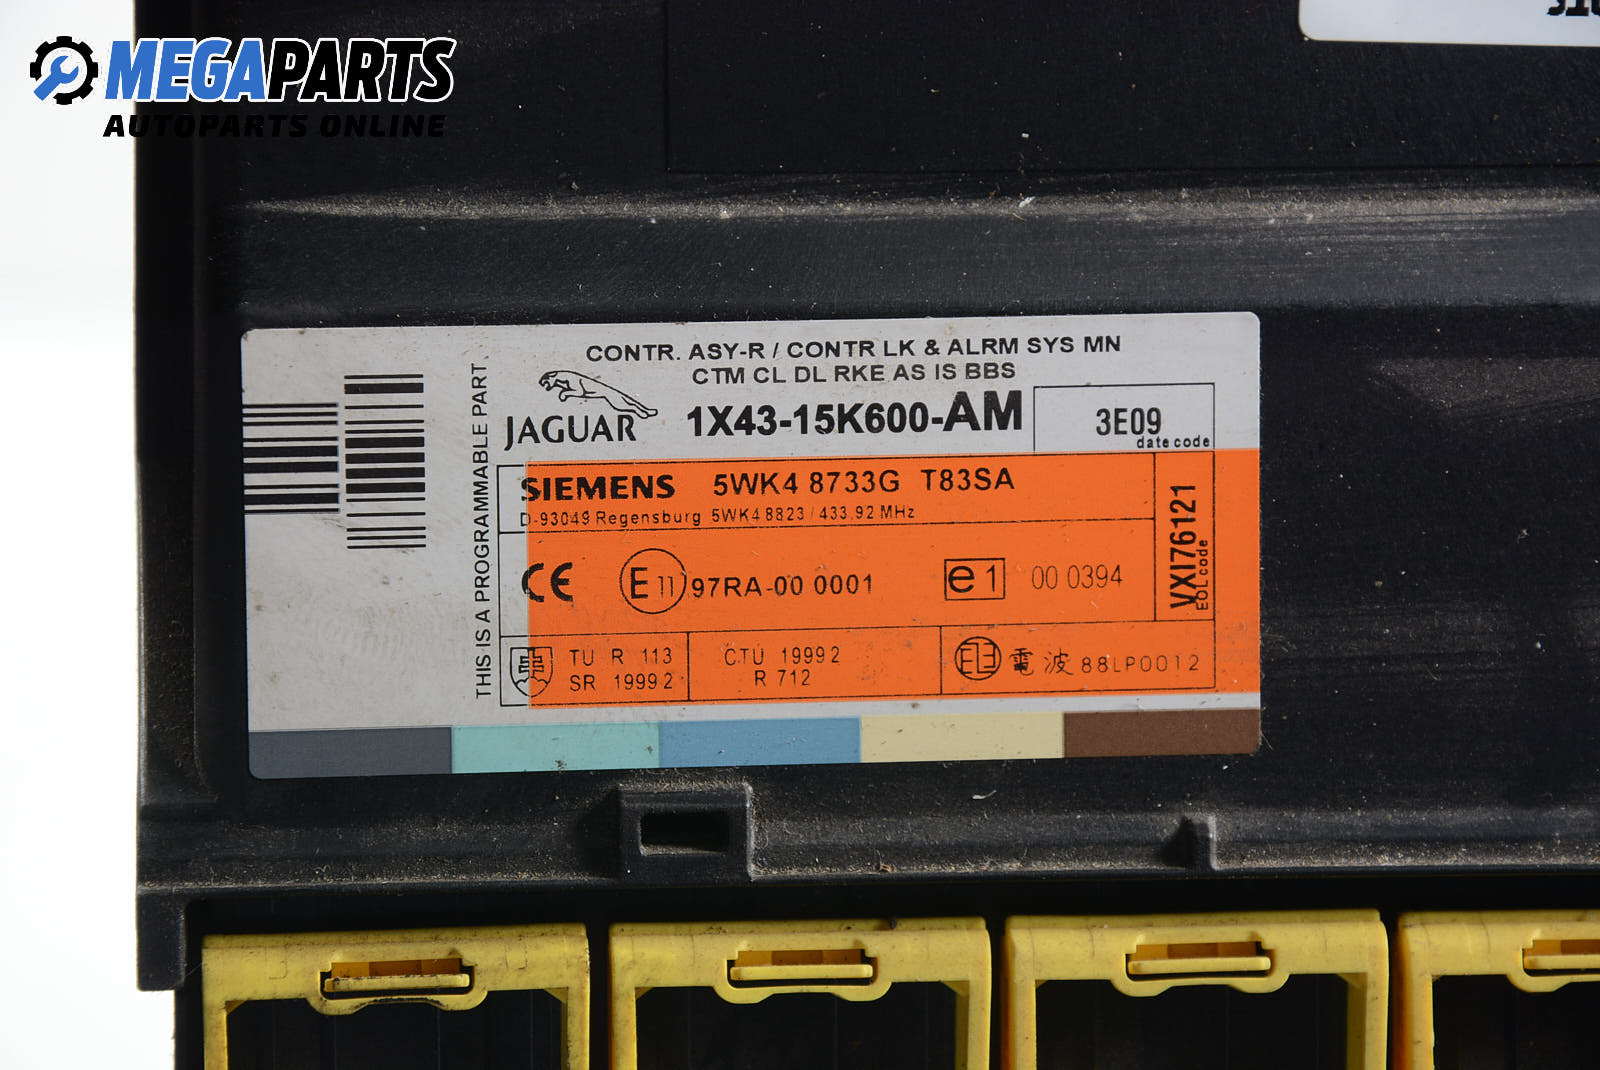 MEGAPARTS
AUTOPARTS ONLINE
CONTR. ASY-R / CONTR LK & ALRM SYS MN
CTM CL DL RKE AS IS BBS
JAGUAR
1X43-15K600-AM
3E09
date code
THIS IS A PROGRAMMABLE PART
SIEMENS 5WK4 8733G T83SA
D-93049 Regensburg 5WK4 8823 / 433.92 MHz
CE E11 97RA-00 0001 e1 00 0394
VXI76121
EOL code
TU R 113
SR 1999 2
CTU 1999 2
R 712
電波 88LP0012